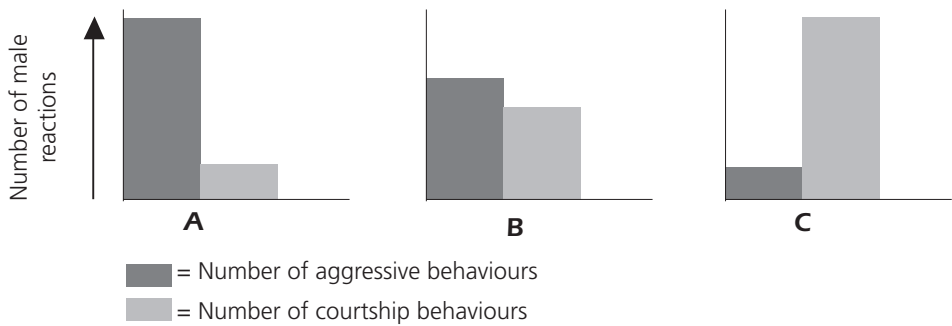 Number of male
reactions
A
B
C
= Number of aggressive behaviours
= Number of courtship behaviours